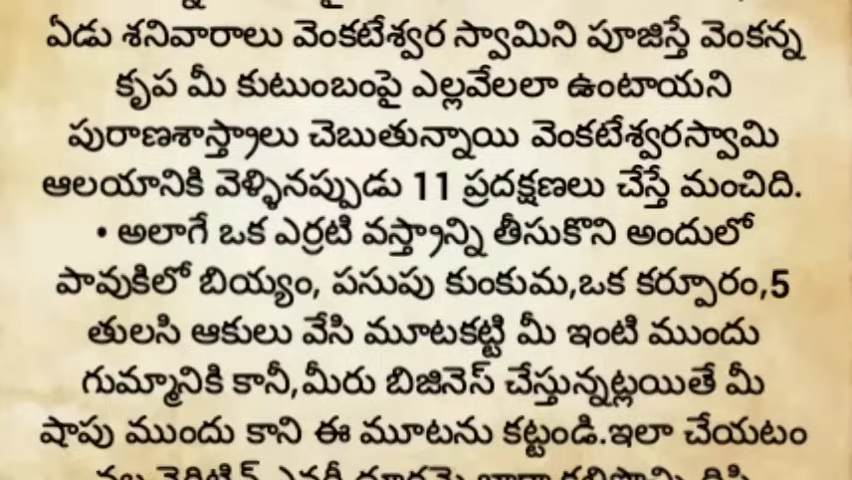 ఏడు శనివారాలు వెంకటేశ్వర స్వామిని పూజిస్తే వెంకన్న
కృప మీ కుటుంబంపై ఎల్లవేలలా ఉంటాయని
పురాణశాస్త్రాలు చెబుతున్నాయి వెంకటేశ్వరస్వామి
ఆలయానికి వెళ్ళినప్పుడు 11 ప్రదక్షణలు చేస్తే మంచిది.
• అలాగే ఒక ఎర్రటి వస్త్రాన్ని తీసుకొని అందులో
పావుకిలో బియ్యం, పసుపు కుంకుమ,ఒక కర్పూరం,5
తులసి ఆకులు వేసి మూటకట్టి మీ ఇంటి ముందు
గుమ్మానికి కానీ,మీరు బిజినెస్ చేస్తున్నట్లయితే మీ
షాపు ముందు కాని ఈ మూటను కట్టండి.ఇలా చేయటం